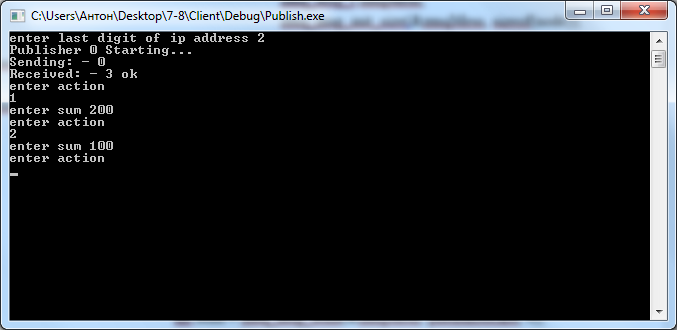 C:\Users\Антон\Desktop\7-8\Client\Debug\Publish.exe
enter last digit of ip address 2
Publisher 0 Starting...
Sending: - 0
Received: - 3 ok
enter action
1
enter sum 200
enter action
2
enter sum 100
enter action